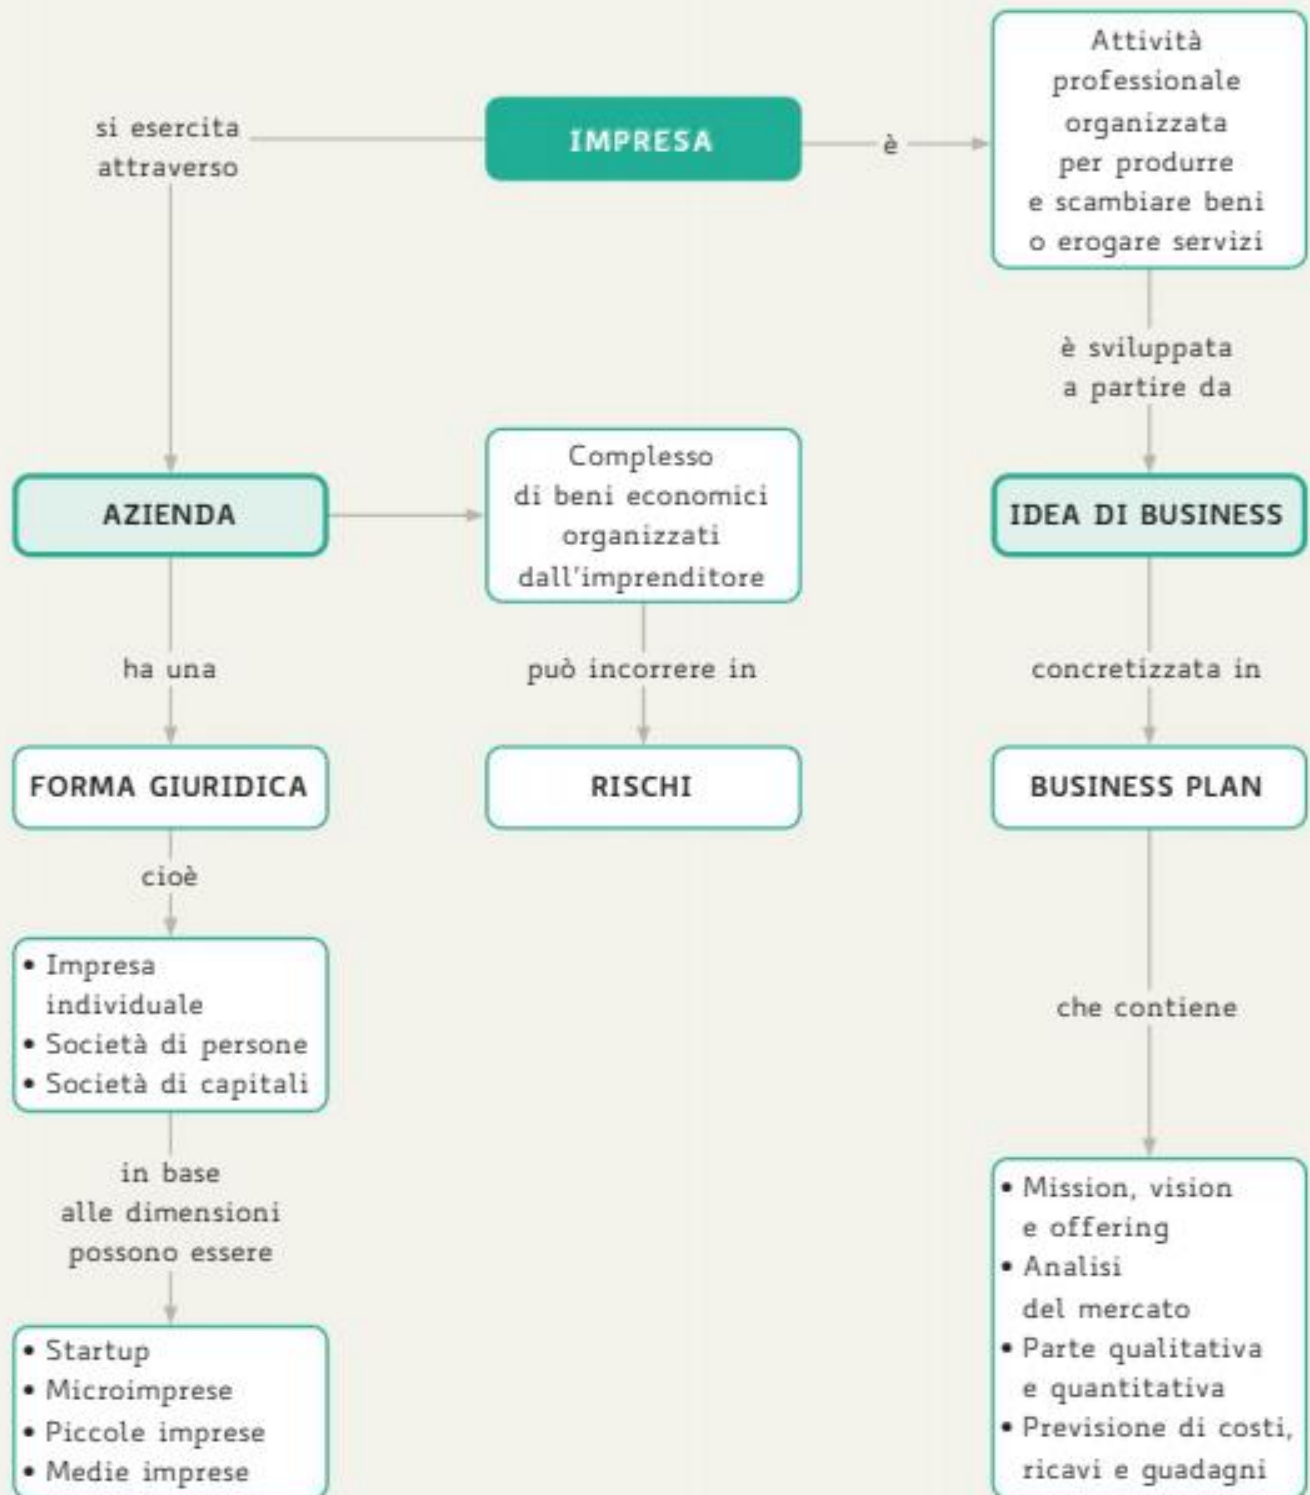 IMPRESA
è
Attività
professionale
organizzata
per produrre
e scambiare beni
o erogare servizi
si esercita
attraverso
è sviluppata
a partire da
AZIENDA
Complesso
di beni economici
organizzati
dall'imprenditore
IDEA DI BUSINESS
ha una
può incorrere in
concretizzata in
FORMA GIURIDICA
RISCHI
BUSINESS PLAN
cioè
• Impresa
individuale
• Società di persone
• Società di capitali
che contiene
in base
alle dimensioni
possono essere
• Startup
• Microimprese
• Piccole imprese
• Medie imprese
• Mission, vision
e offering
• Analisi
del mercato
• Parte qualitativa
e quantitativa
• Previsione di costi,
ricavi e guadagni